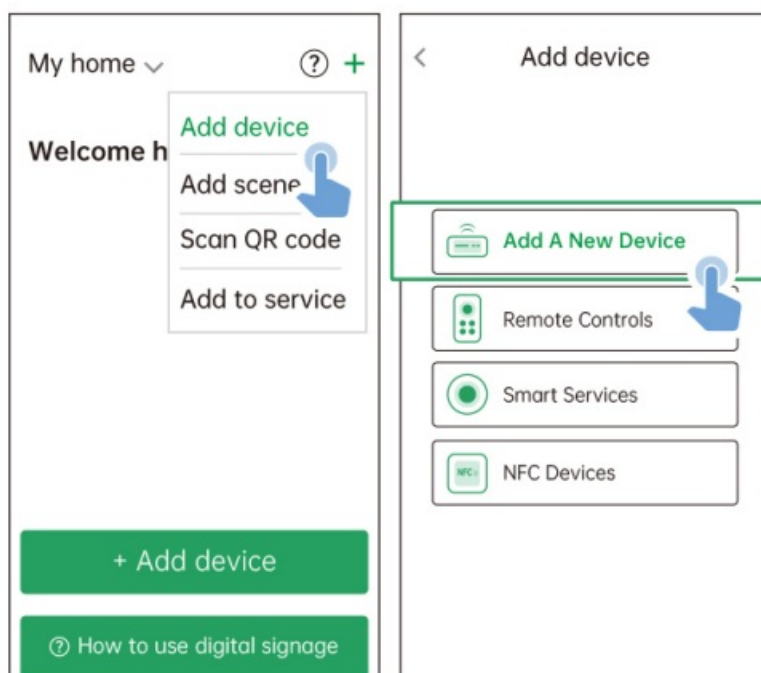 My home
Welcome h
Add device
Add scene
Scan QR code
Add to service
+ Add device
How to use digital signage
Add device
Add A New Device
Remote Controls
Smart Services
NFC
NFC Devices